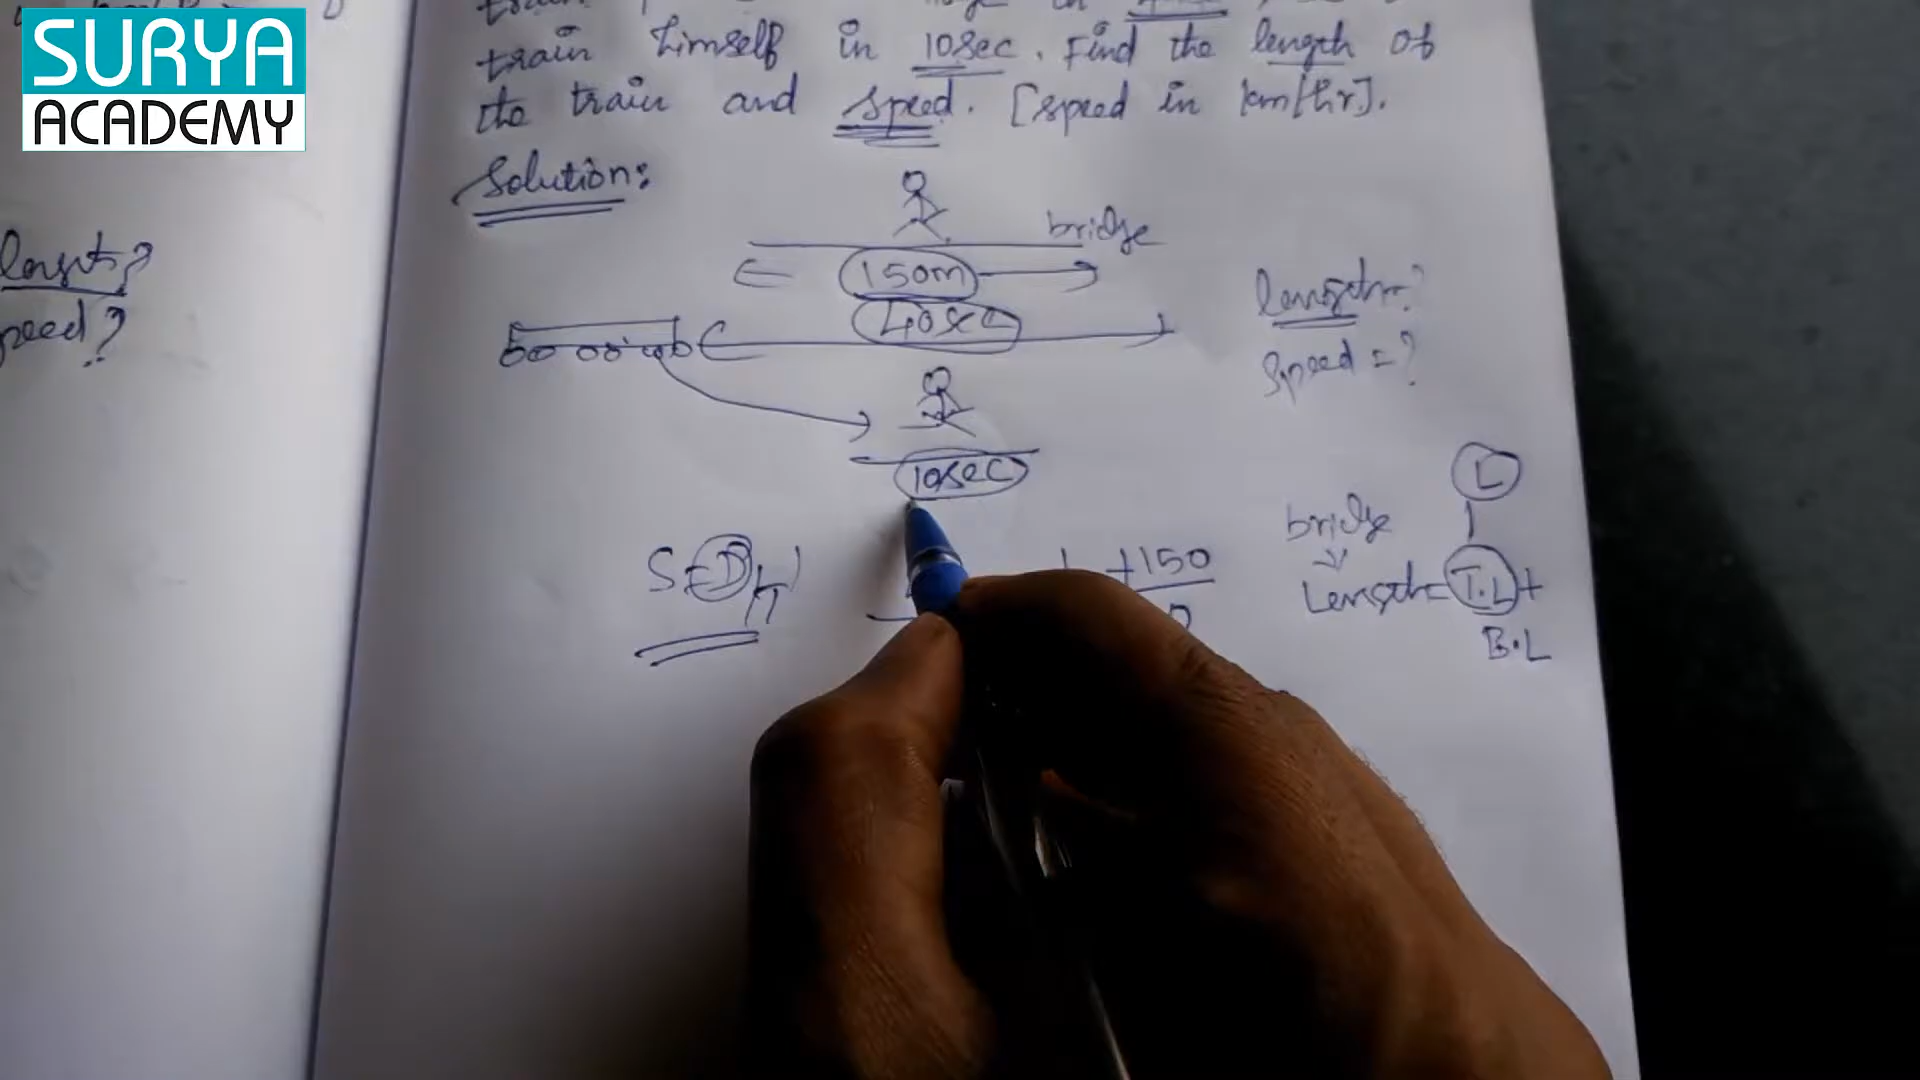 SURYA
ACADEMY
train himself in 10sec. Find the length of
the train and speed. [speed in km/hr].
Solution:
bridge
150m
40sec
10sec
length=?
Speed=?
length?
speed?
S=D/T
+150
L
bridge
Length=T.L+
B.L